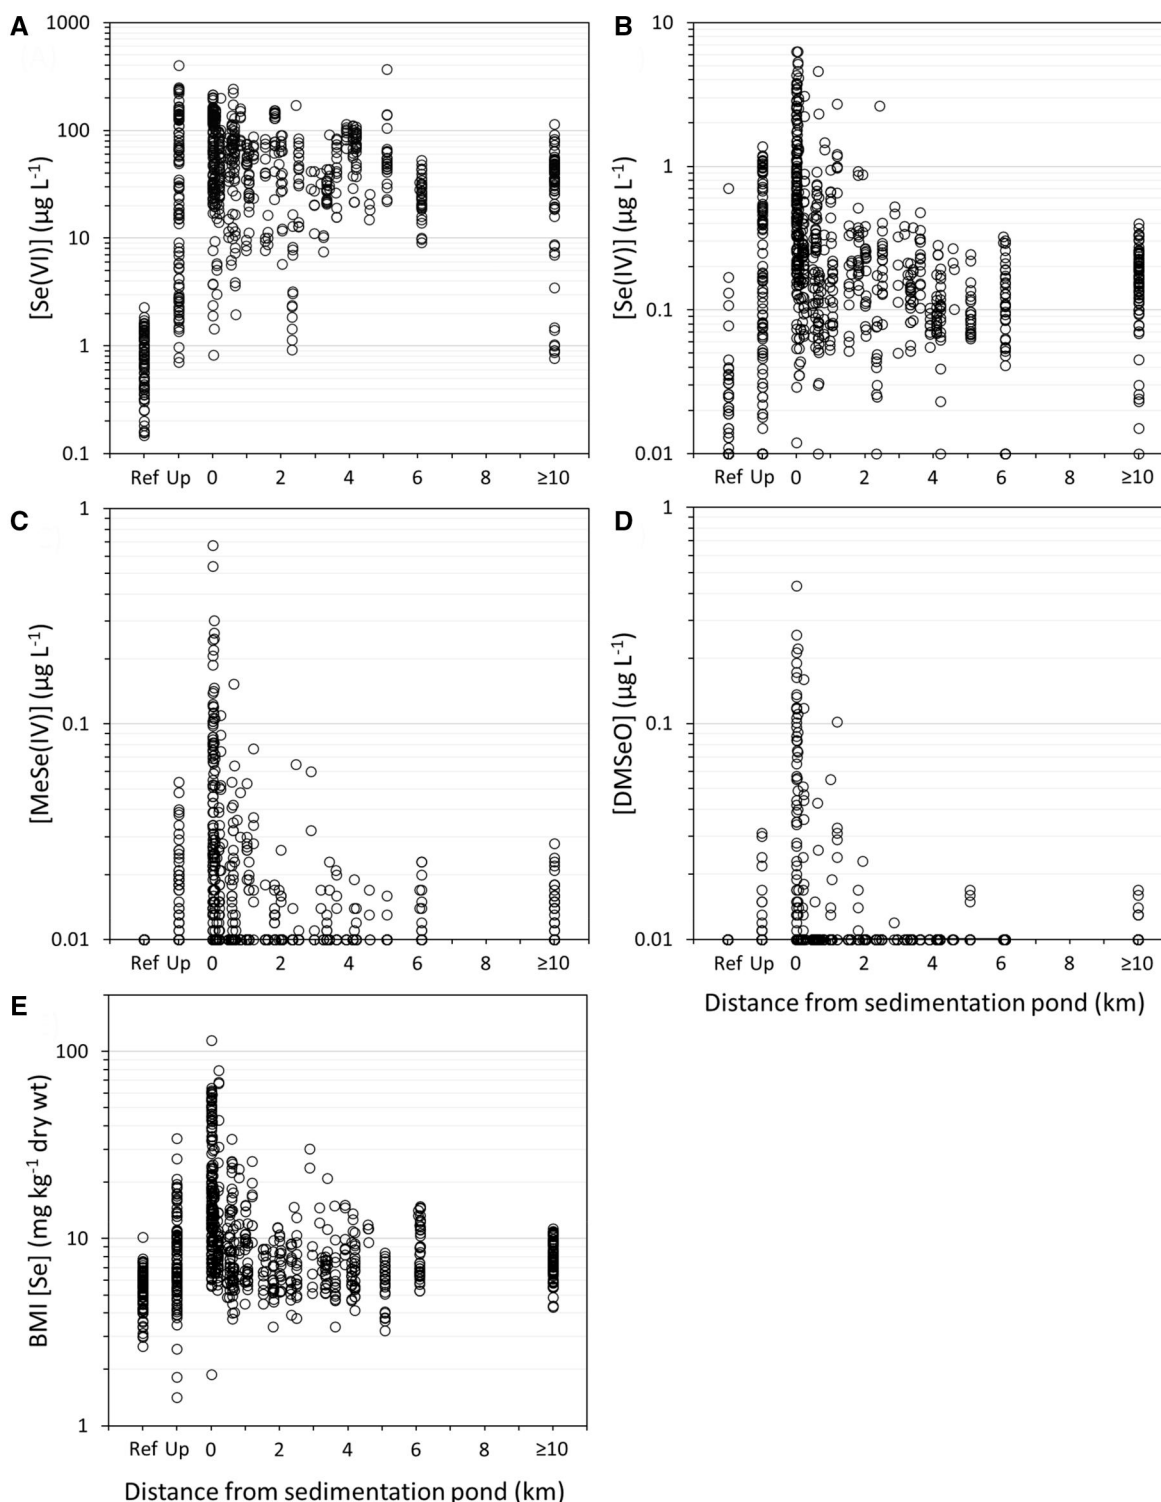 A
1000
100
10
1
0.1
[Se(VI)] (µg L⁻¹)
Ref Up 0 2 4 6 8 ≥10
B
10
1
0.1
0.01
[Se(IV)] (µg L⁻¹)
Ref Up 0 2 4 6 8 ≥10
C
1
0.1
0.01
[MeSe(IV)] (µg L⁻¹)
Ref Up 0 2 4 6 8 ≥10
D
1
0.1
0.01
[DMSeO] (µg L⁻¹)
Ref Up 0 2 4 6 8 ≥10
Distance from sedimentation pond (km)
E
100
10
1
BMI [Se] (mg kg⁻¹ dry wt)
Ref Up 0 2 4 6 8 ≥10
Distance from sedimentation pond (km)